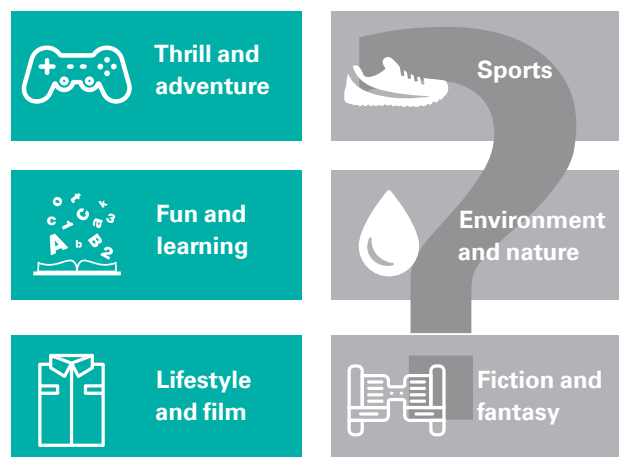 Thrill and
adventure
Sports
Fun and
learning
Environment
and nature
Lifestyle
and film
Fiction and
fantasy